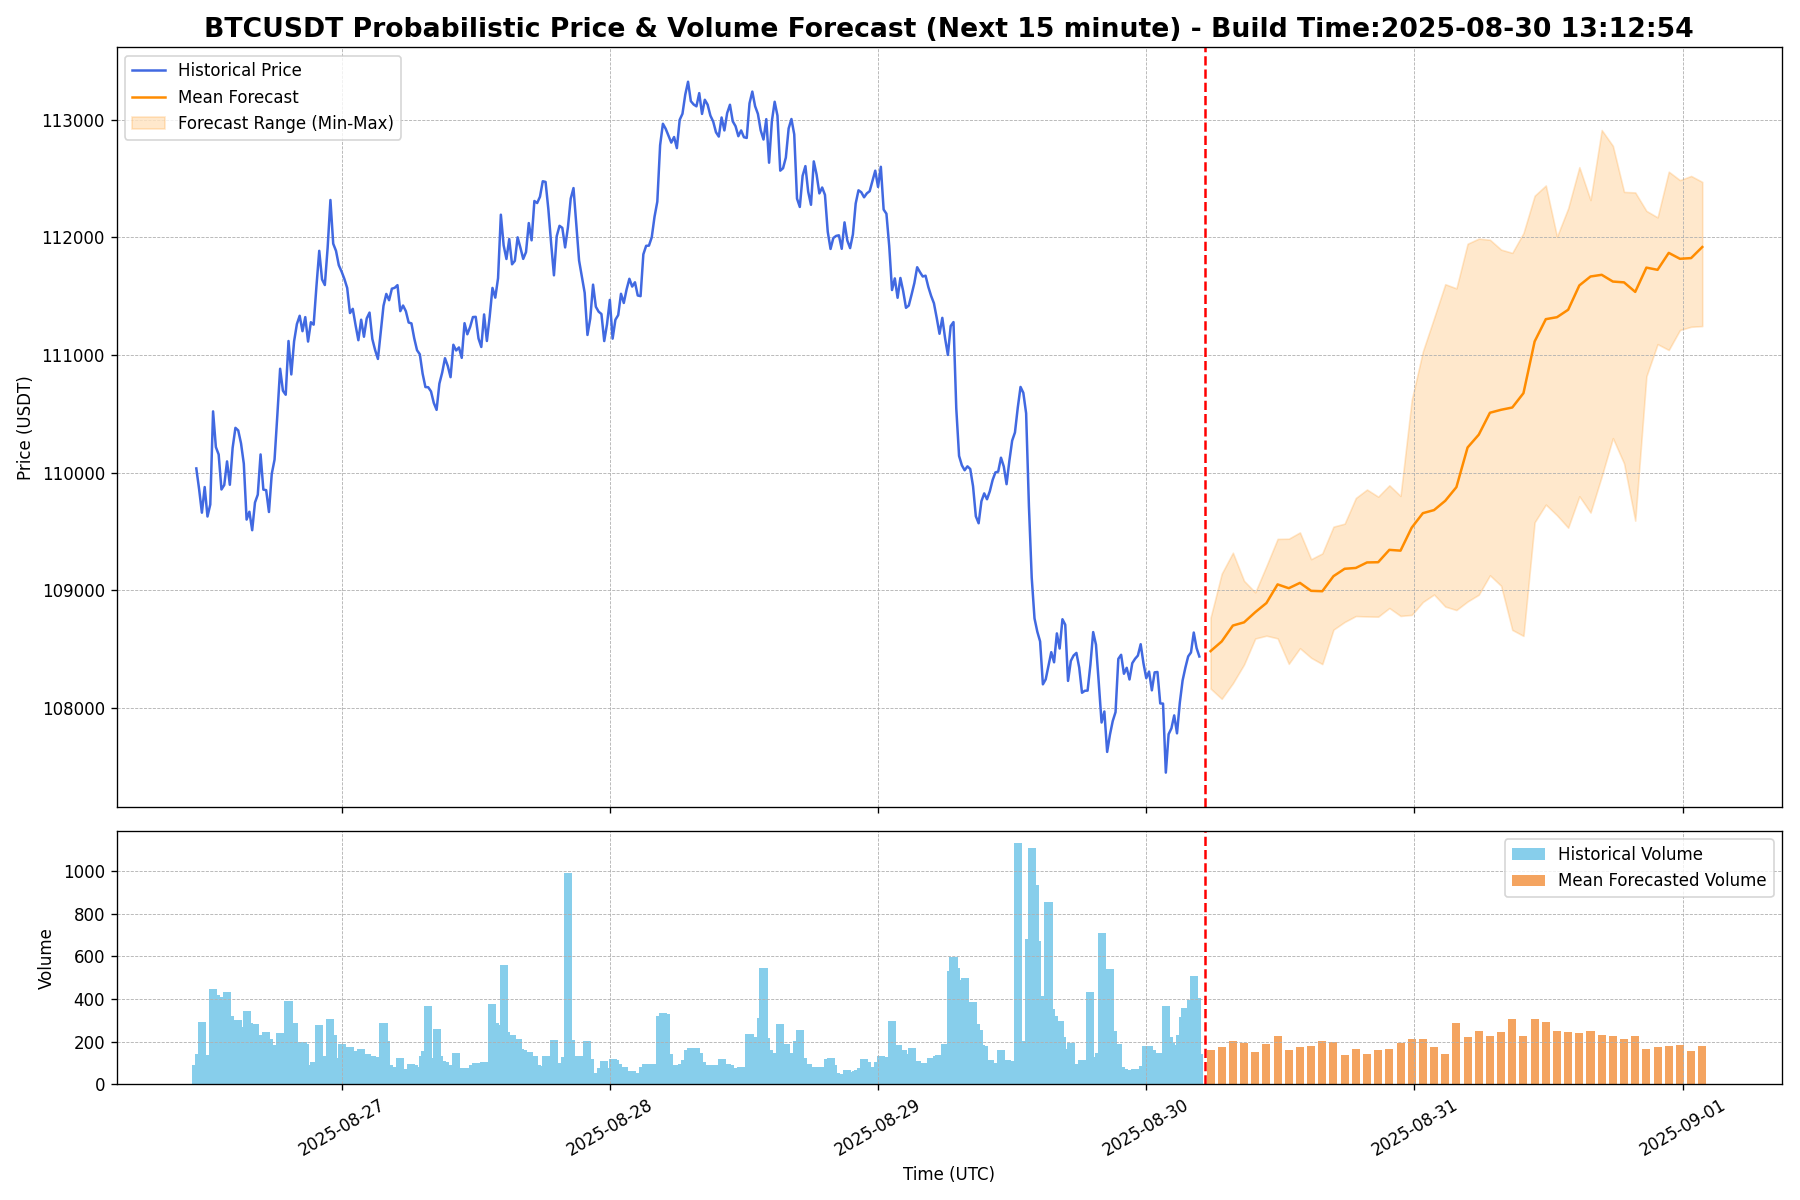 BTCUSDT Probabilistic Price & Volume Forecast (Next 15 minute) - Build Time:2025-08-30 13:12:54
Historical Price
Mean Forecast
Forecast Range (Min-Max)
Price (USDT)
113000
112000
111000
110000
109000
108000
Historical Volume
Mean Forecasted Volume
Volume
1000
800
600
400
200
0
2025-08-27
2025-08-28
2025-08-29
2025-08-30
2025-08-31
2025-09-01
Time (UTC)